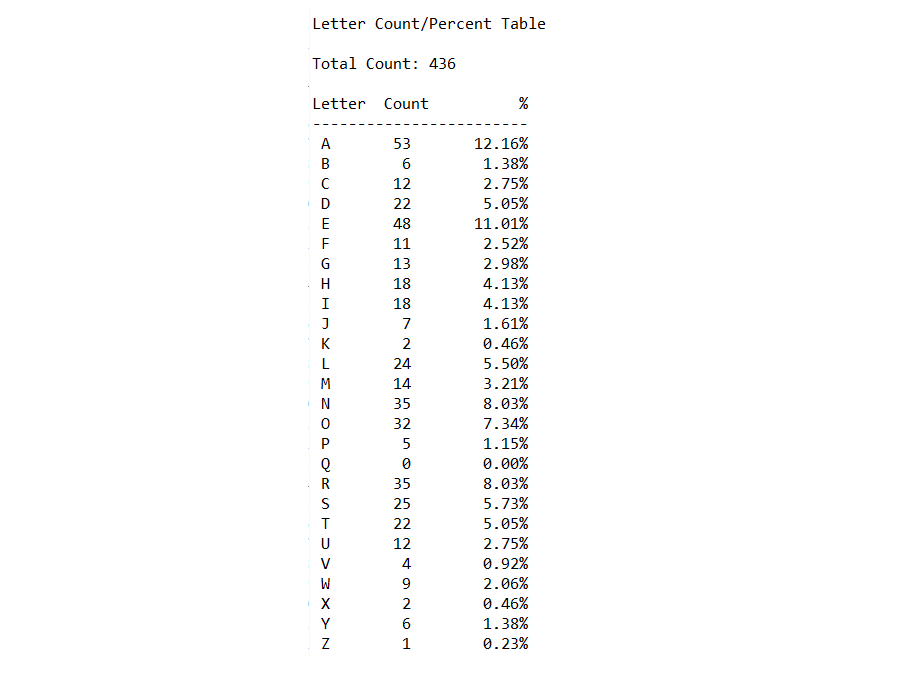 Letter Count/Percent Table
Total Count: 436
Letter  Count          %
------------------------
 A       53       12.16%
 B        6        1.38%
 C       12        2.75%
 D       22        5.05%
 E       48       11.01%
 F       11        2.52%
 G       13        2.98%
 H       18        4.13%
 I       18        4.13%
 J        7        1.61%
 K        2        0.46%
 L       24        5.50%
 M       14        3.21%
 N       35        8.03%
 O       32        7.34%
 P        5        1.15%
 Q        0        0.00%
 R       35        8.03%
 S       25        5.73%
 T       22        5.05%
 U       12        2.75%
 V        4        0.92%
 W        9        2.06%
 X        2        0.46%
 Y        6        1.38%
 Z        1        0.23%